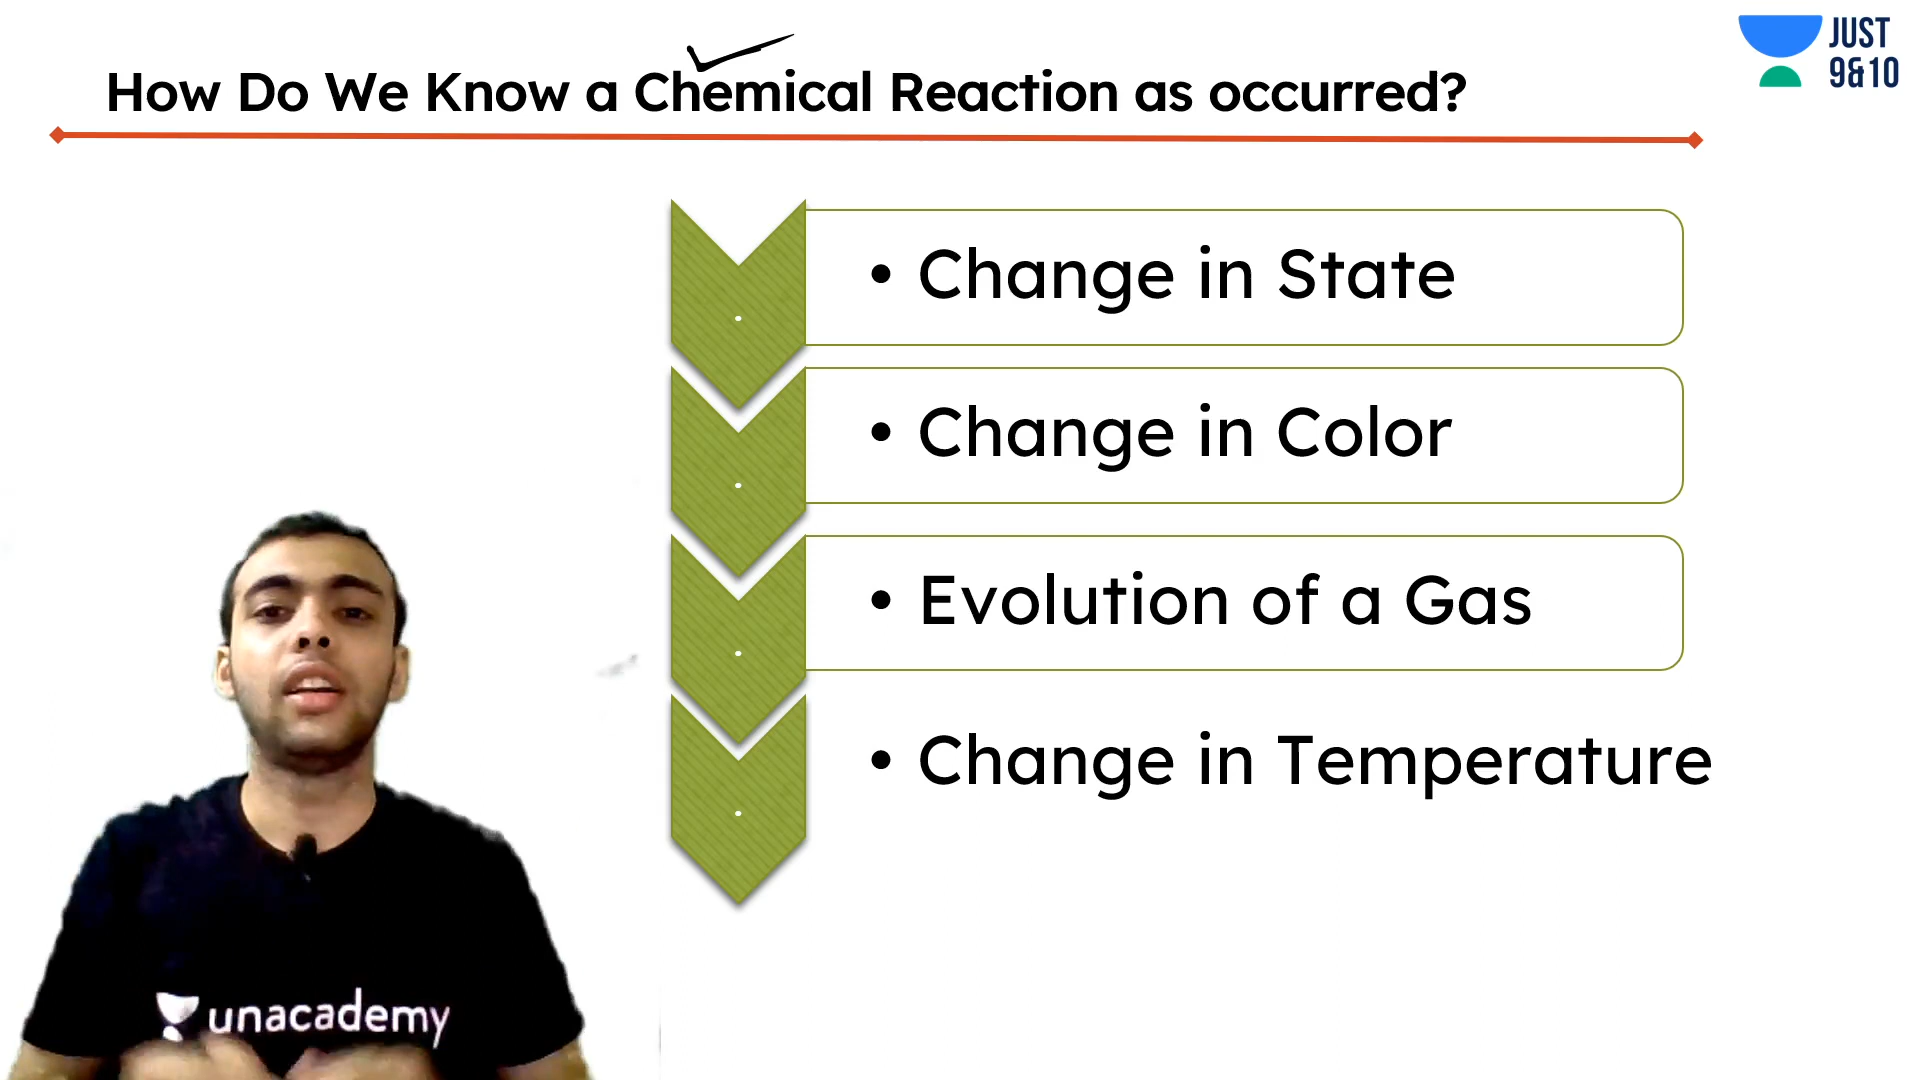 How Do We Know a Chemical Reaction as occurred?
JUST
9&10
• Change in State
• Change in Color
• Evolution of a Gas
• Change in Temperature
unacademy